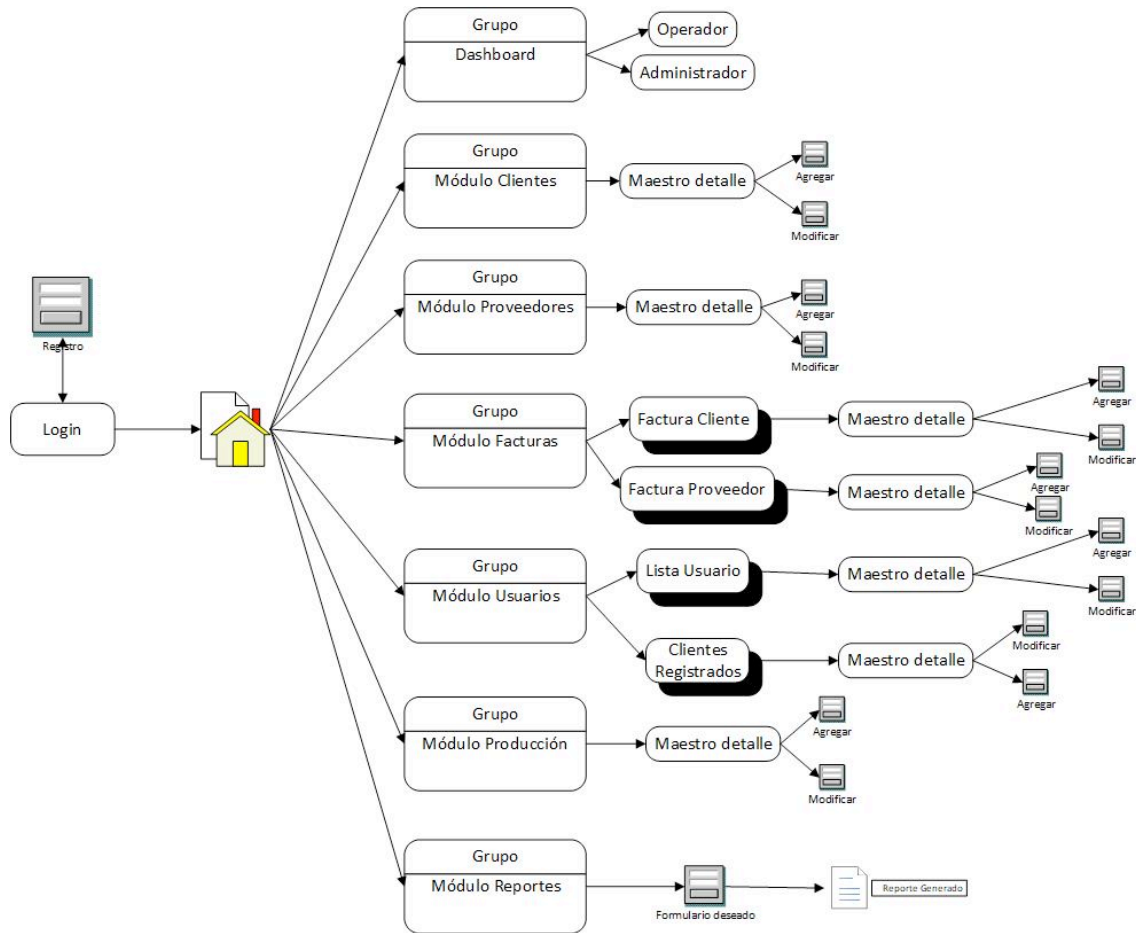 Registro
Login
Grupo
Dashboard
Operador
Administrador
Grupo
Módulo Clientes
Maestro detalle
Agregar
Modificar
Grupo
Módulo Proveedores
Maestro detalle
Agregar
Modificar
Grupo
Módulo Facturas
Factura Cliente
Maestro detalle
Agregar
Modificar
Factura Proveedor
Maestro detalle
Agregar
Modificar
Grupo
Módulo Usuarios
Lista Usuario
Maestro detalle
Agregar
Modificar
Clientes
Registrados
Maestro detalle
Modificar
Agregar
Grupo
Módulo Producción
Maestro detalle
Agregar
Modificar
Grupo
Módulo Reportes
Formulario deseado
Reporte Generado